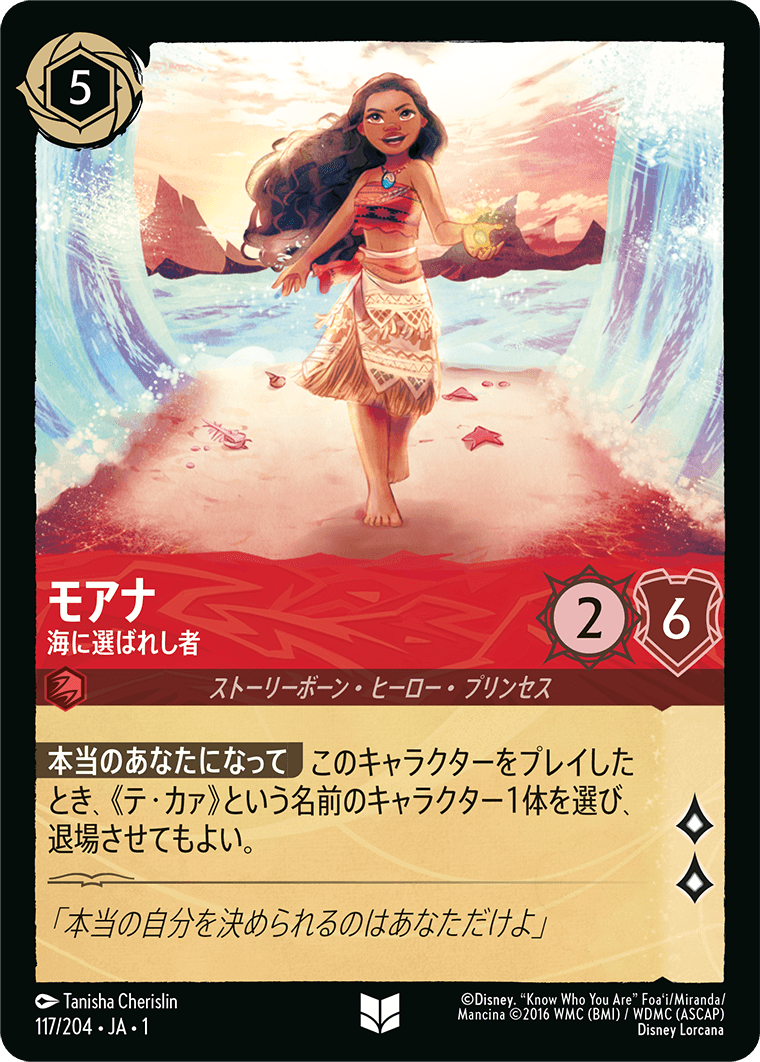 5
モアナ
海に選ばれし者
2
6
ストーリーボーン・ヒーロー・プリンセス
本当のあなたになって このキャラクターをプレイした
とき、《テ・カァ》という名前のキャラクター1体を選び、
退場させてもよい。
「本当の自分を決められるのはあなただけよ」
Tanisha Cherislin
117/204・JA・1
©Disney. “Know Who You Are” Foaʻi/Miranda/
Mancina ©2016 WMC (BMI) / WDMC (ASCAP)
Disney Lorcana